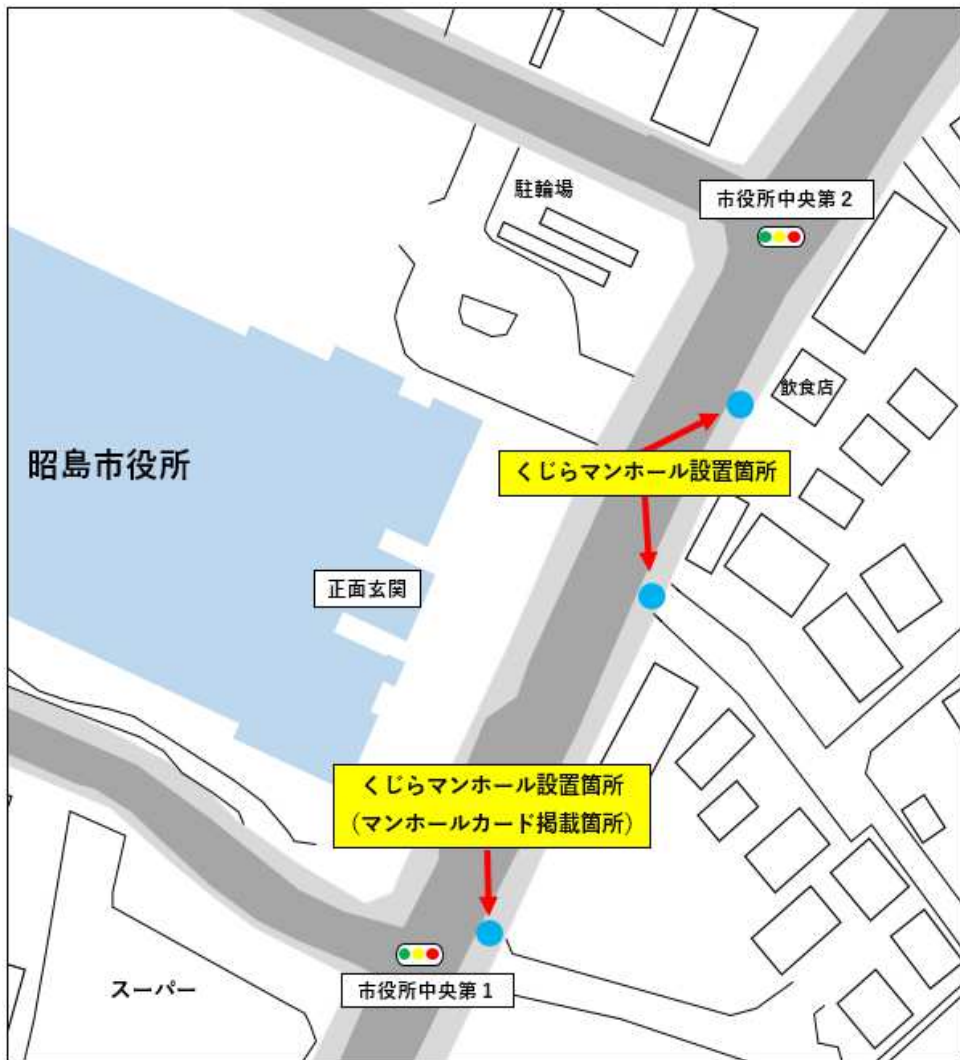 駐輪場
市役所中央第２
飲食店
昭島市役所
くじらマンホール設置箇所
正面玄関
くじらマンホール設置箇所
（マンホールカード掲載箇所）
スーパー
市役所中央第１